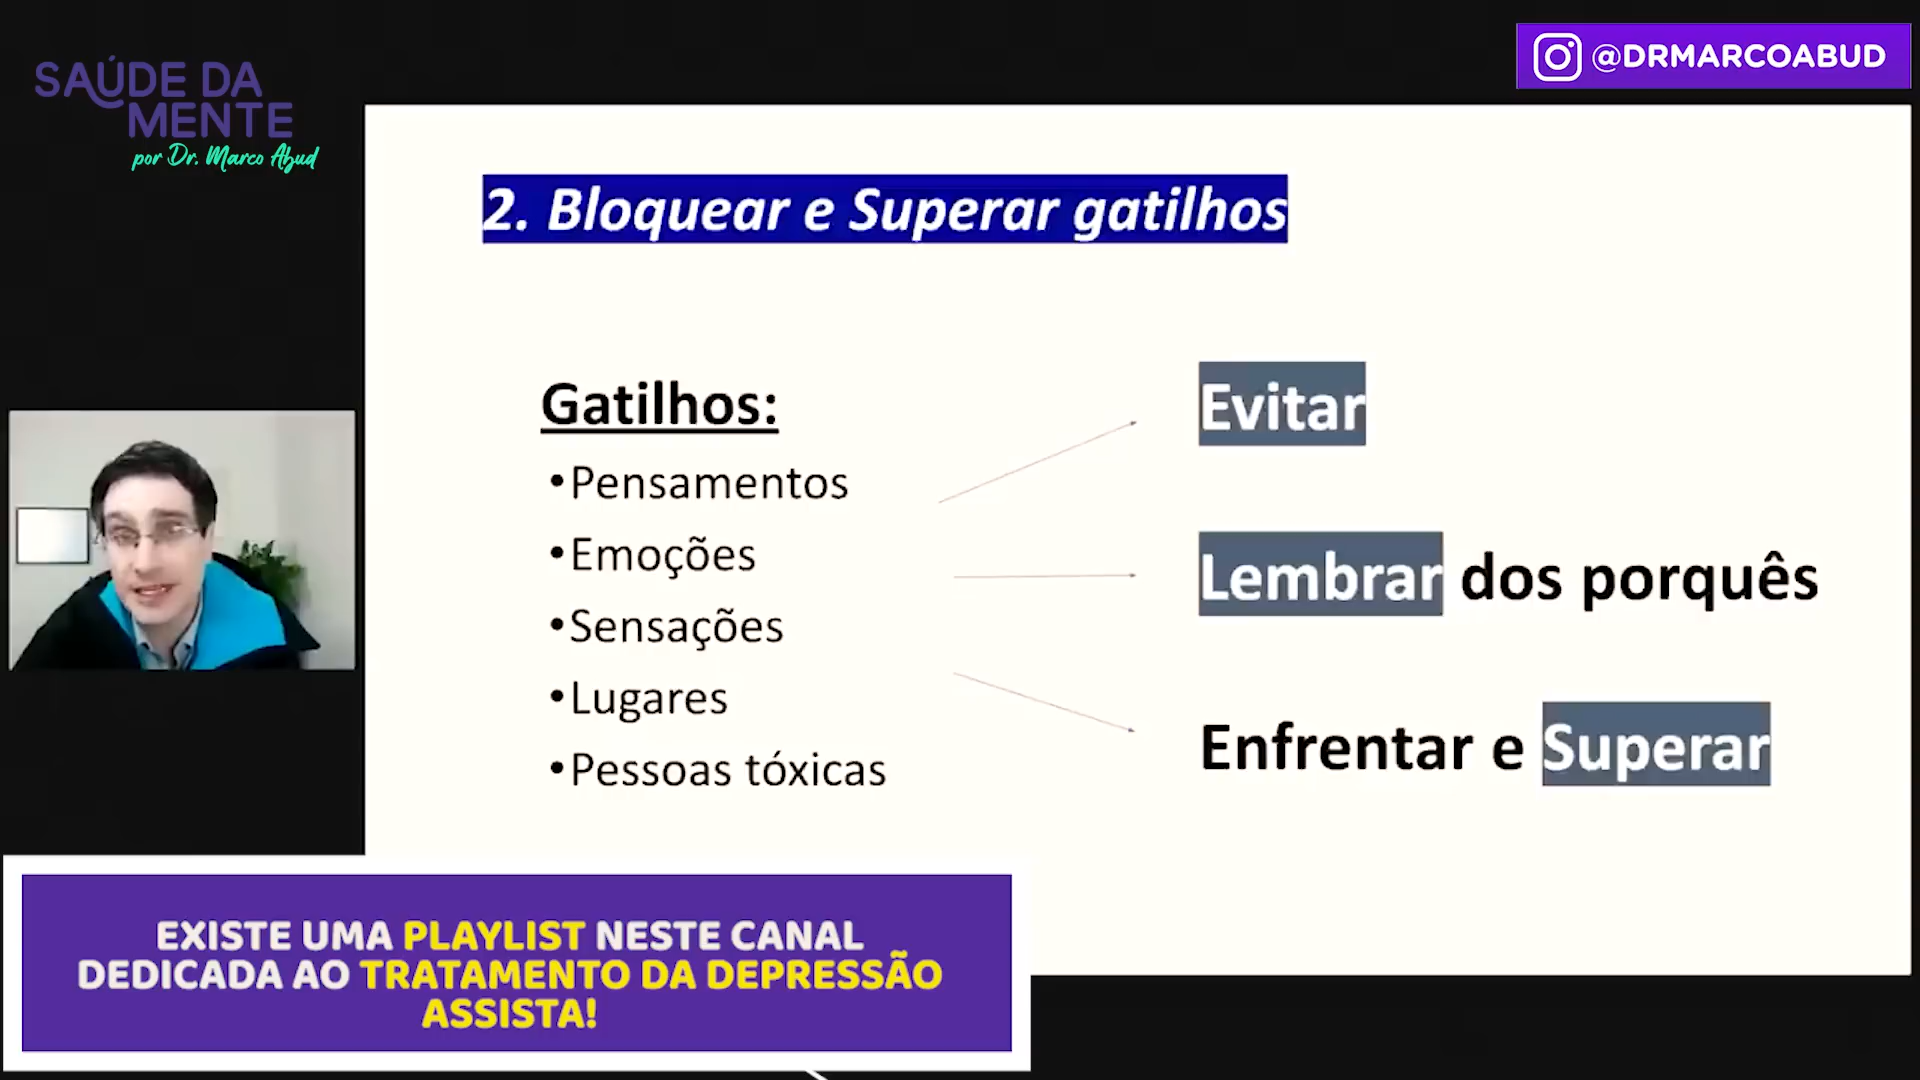 SAÚDE DA
MENTE
por Dr. Marco Abud
@DRMARCOABUD
2. Bloquear e Superar gatilhos
Gatilhos:
•Pensamentos
•Emoções
•Sensações
•Lugares
•Pessoas tóxicas
Evitar
Lembrar dos porquês
Enfrentar e Superar
EXISTE UMA PLAYLIST NESTE CANAL
DEDICADA AO TRATAMENTO DA DEPRESSÃO
ASSISTA!